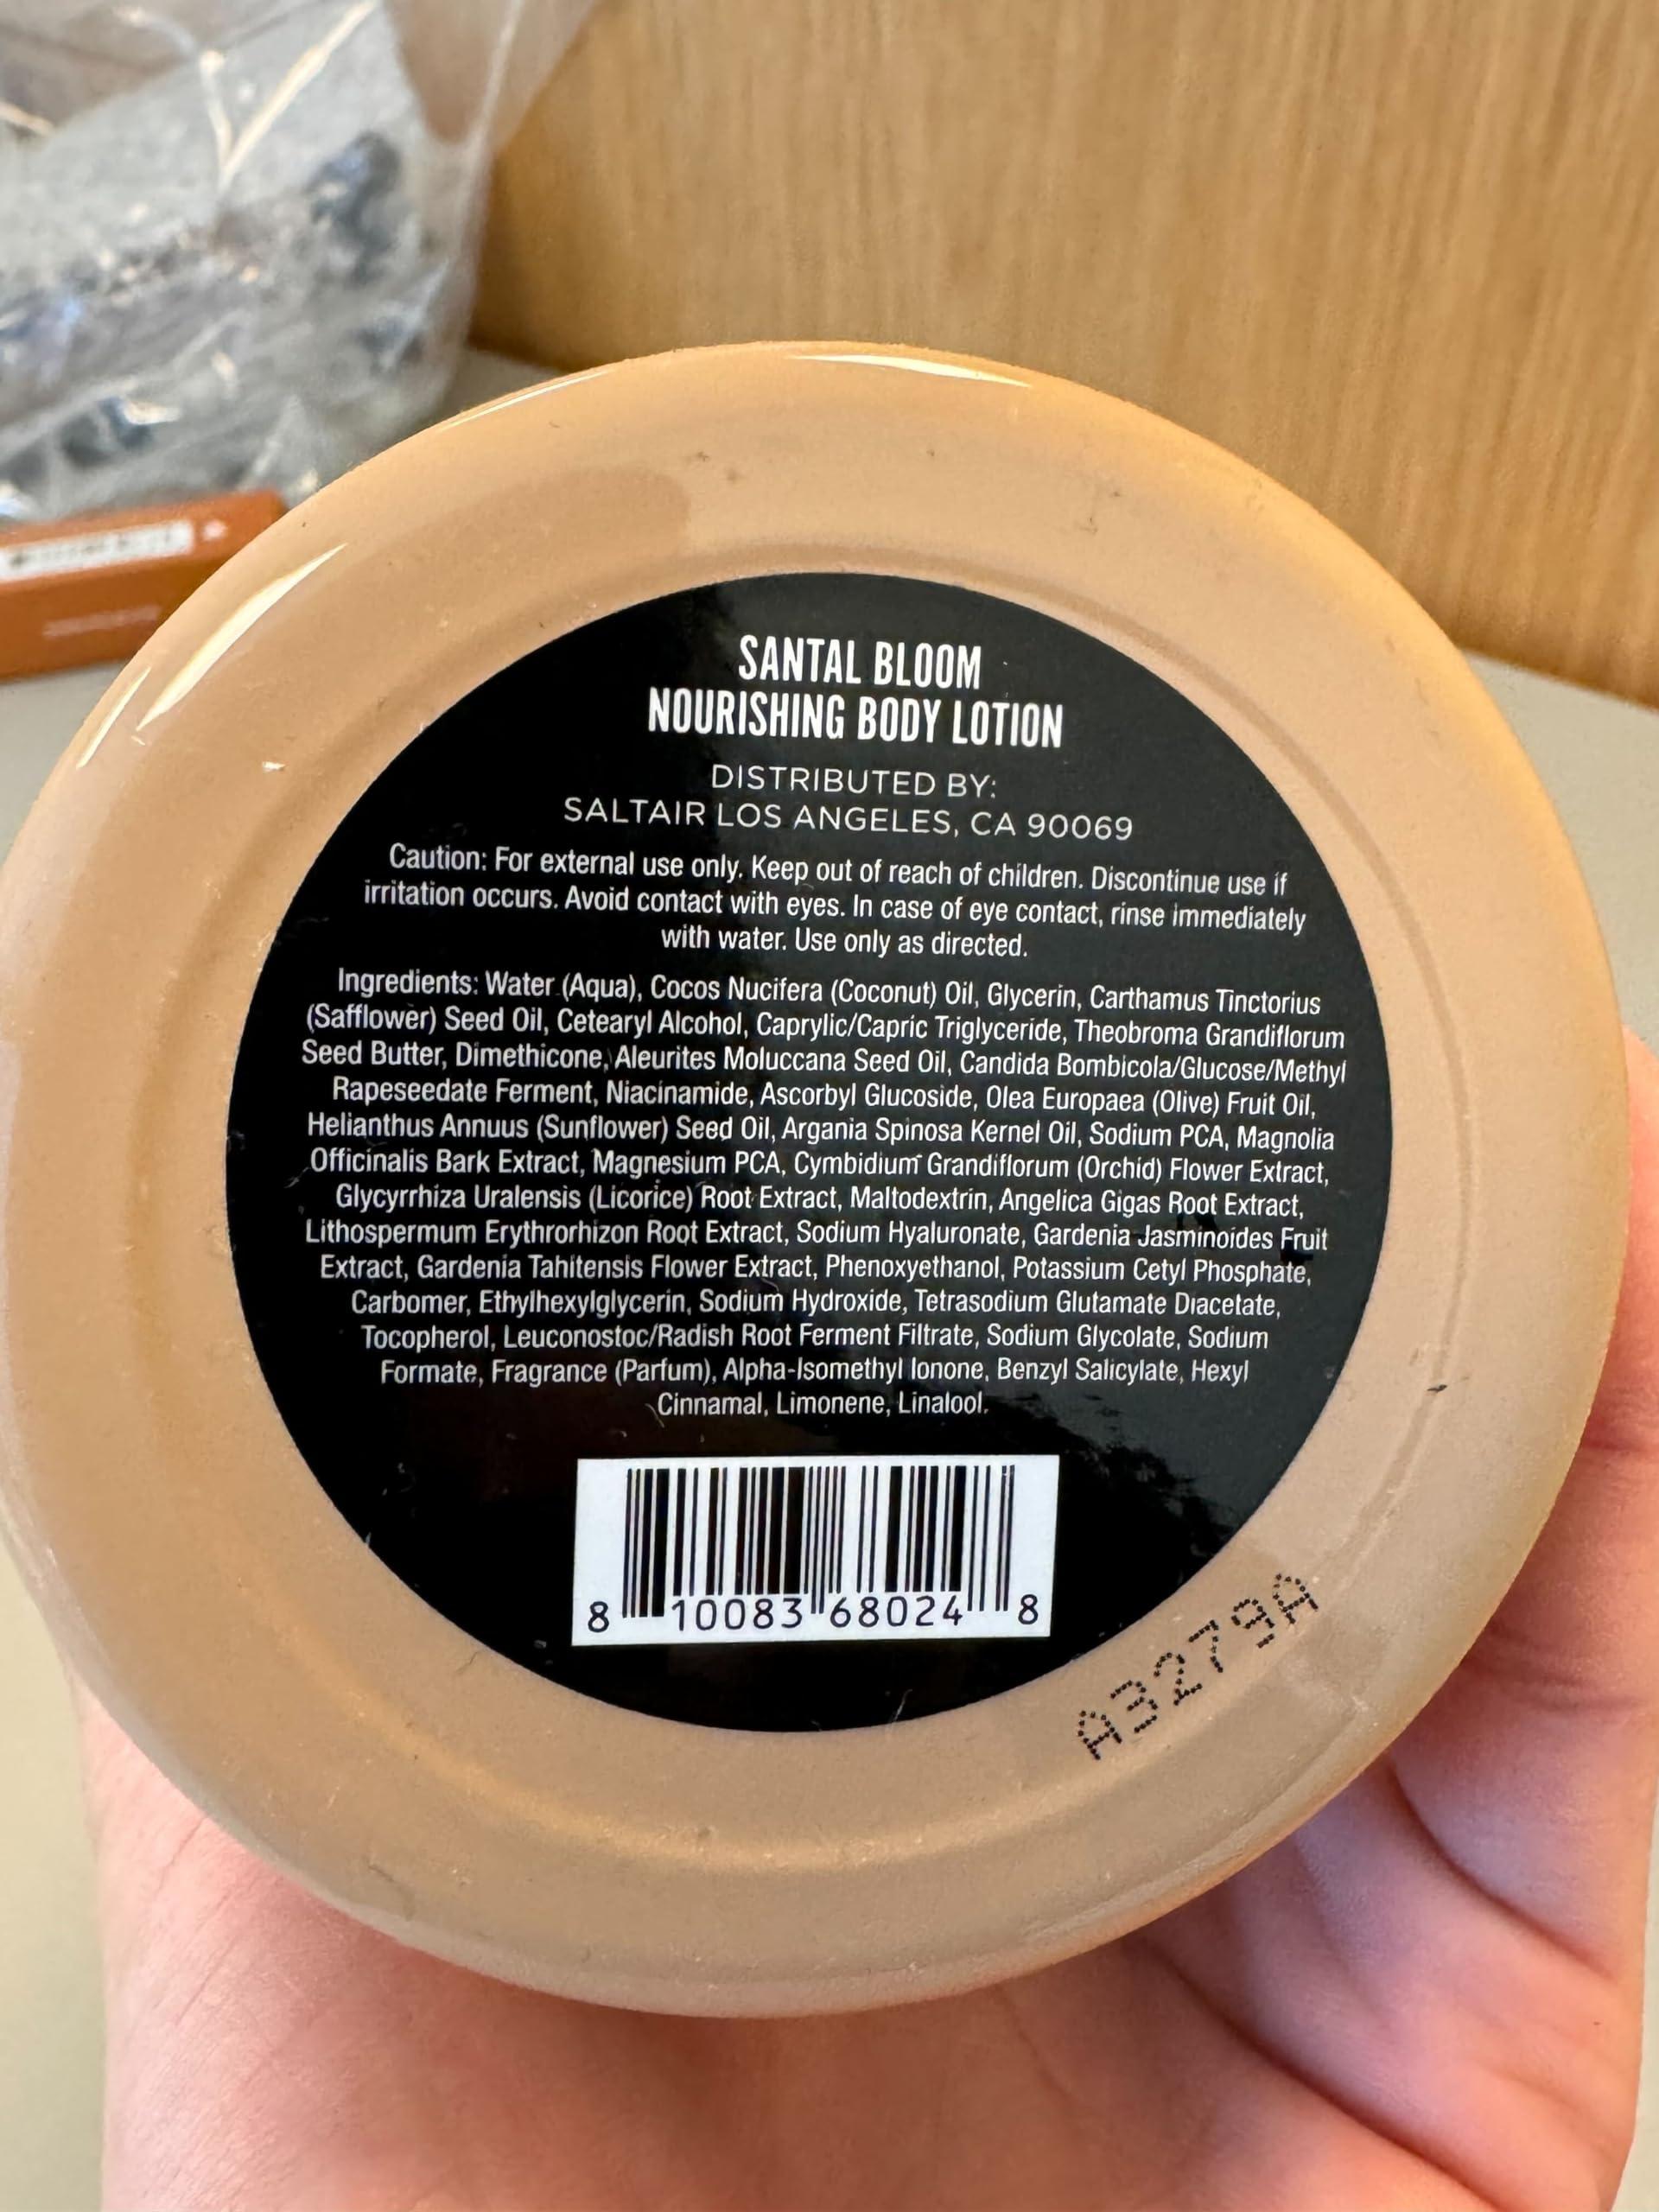 SANTAL BLOOM
NOURISHING BODY LOTION
DISTRIBUTED BY:
SALTAIR LOS ANGELES, CA 90069
Caution: For external use only. Keep out of reach of children. Discontinue use if
irritation occurs. Avoid contact with eyes. In case of eye contact, rinse immediately
with water. Use only as directed.
Ingredients: Water (Aqua), Cocos Nucifera (Coconut) Oil, Glycerin, Carthamus Tinctorius
(Safflower) Seed Oil, Cetearyl Alcohol, Caprylic/Capric Triglyceride, Theobroma Grandiflorum
Seed Butter, Dimethicone, Aleurites Moluccana Seed Oil, Candida Bombicola/Glucose/Methyl
Rapeseedate Ferment, Niacinamide, Ascorbyl Glucoside, Olea Europaea (Olive) Fruit Oil,
Helianthus Annuus (Sunflower) Seed Oil, Argania Spinosa Kernel Oil, Sodium PCA, Magnolia
Officinalis Bark Extract, Magnesium PCA, Cymbidium Grandiflorum (Orchid) Flower Extract,
Glycyrrhiza Uralensis (Licorice) Root Extract, Maltodextrin, Angelica Gigas Root Extract,
Lithospermum Erythrorhizon Root Extract, Sodium Hyaluronate, Gardenia Jasminoides Fruit
Extract, Gardenia Tahitensis Flower Extract, Phenoxyethanol, Potassium Cetyl Phosphate,
Carbomer, Ethylhexylglycerin, Sodium Hydroxide, Tetrasodium Glutamate Diacetate,
Tocopherol, Leuconostoc/Radish Root Ferment Filtrate, Sodium Glycolate, Sodium
Formate, Fragrance (Parfum), Alpha-Isomethyl Ionone, Benzyl Salicylate, Hexyl
Cinnamal, Limonene, Linalool.
8 10083 68024 8
A3279A